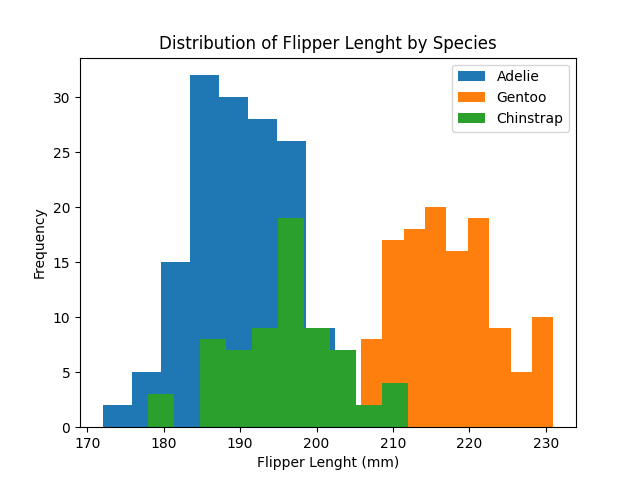 Distribution of Flipper Lenght by Species
Adelie
Gentoo
Chinstrap
Frequency
30
25
20
15
10
5
0
170 180 190 200 210 220 230
Flipper Lenght (mm)